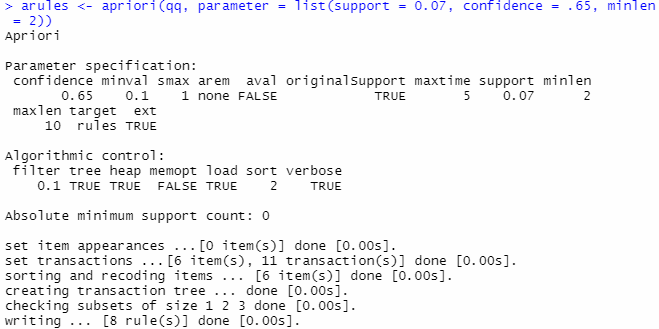 > arules <- apriori(qq, parameter = list(support = 0.07, confidence = .65, minlen
 = 2))
Apriori

Parameter specification:
 confidence minval smax arem  aval originalSupport maxtime support minlen
       0.65    0.1    1 none FALSE            TRUE       5    0.07      2
 maxlen target  ext
     10  rules TRUE

Algorithmic control:
 filter tree heap memopt load sort verbose
    0.1 TRUE TRUE  FALSE TRUE    2    TRUE

Absolute minimum support count: 0

set item appearances ...[0 item(s)] done [0.00s].
set transactions ...[6 item(s), 11 transaction(s)] done [0.00s].
sorting and recoding items ... [6 item(s)] done [0.00s].
creating transaction tree ... done [0.00s].
checking subsets of size 1 2 3 done [0.00s].
writing ... [8 rule(s)] done [0.00s].